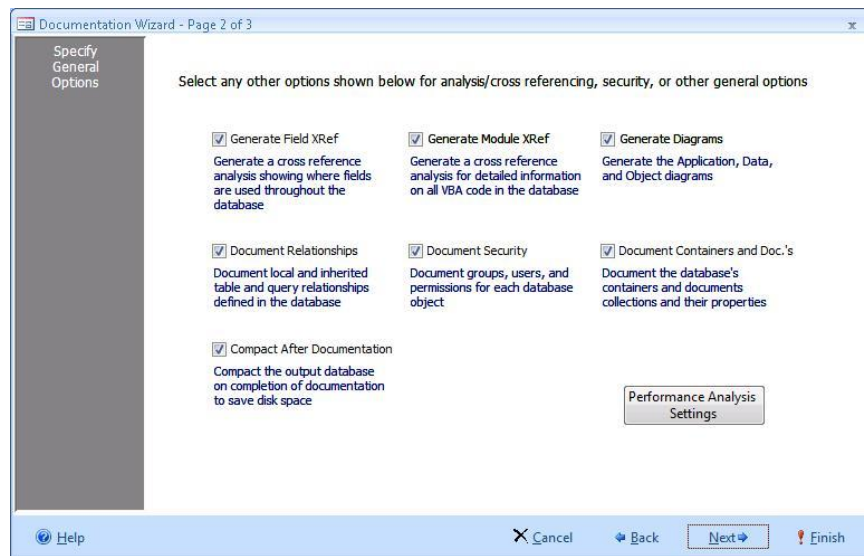 Documentation Wizard - Page 2 of 3
x
Specify
General
Options
Select any other options shown below for analysis/cross referencing, security, or other general options
Generate Field XRef
Generate a cross reference
analysis showing where fields
are used throughout the
database
Generate Module XRef
Generate a cross reference
analysis for detailed information
on all VBA code in the database
Generate Diagrams
Generate the Application, Data,
and Object diagrams
Document Relationships
Document local and inherited
table and query relationships
defined in the database
Document Security
Document groups, users, and
permissions for each database
object
Document Containers and Doc.'s
Document the database's
containers and documents
collections and their properties
Compact After Documentation
Compact the output database
on completion of documentation
to save disk space
Performance Analysis
Settings
Help
Cancel
Back
Next
Finish